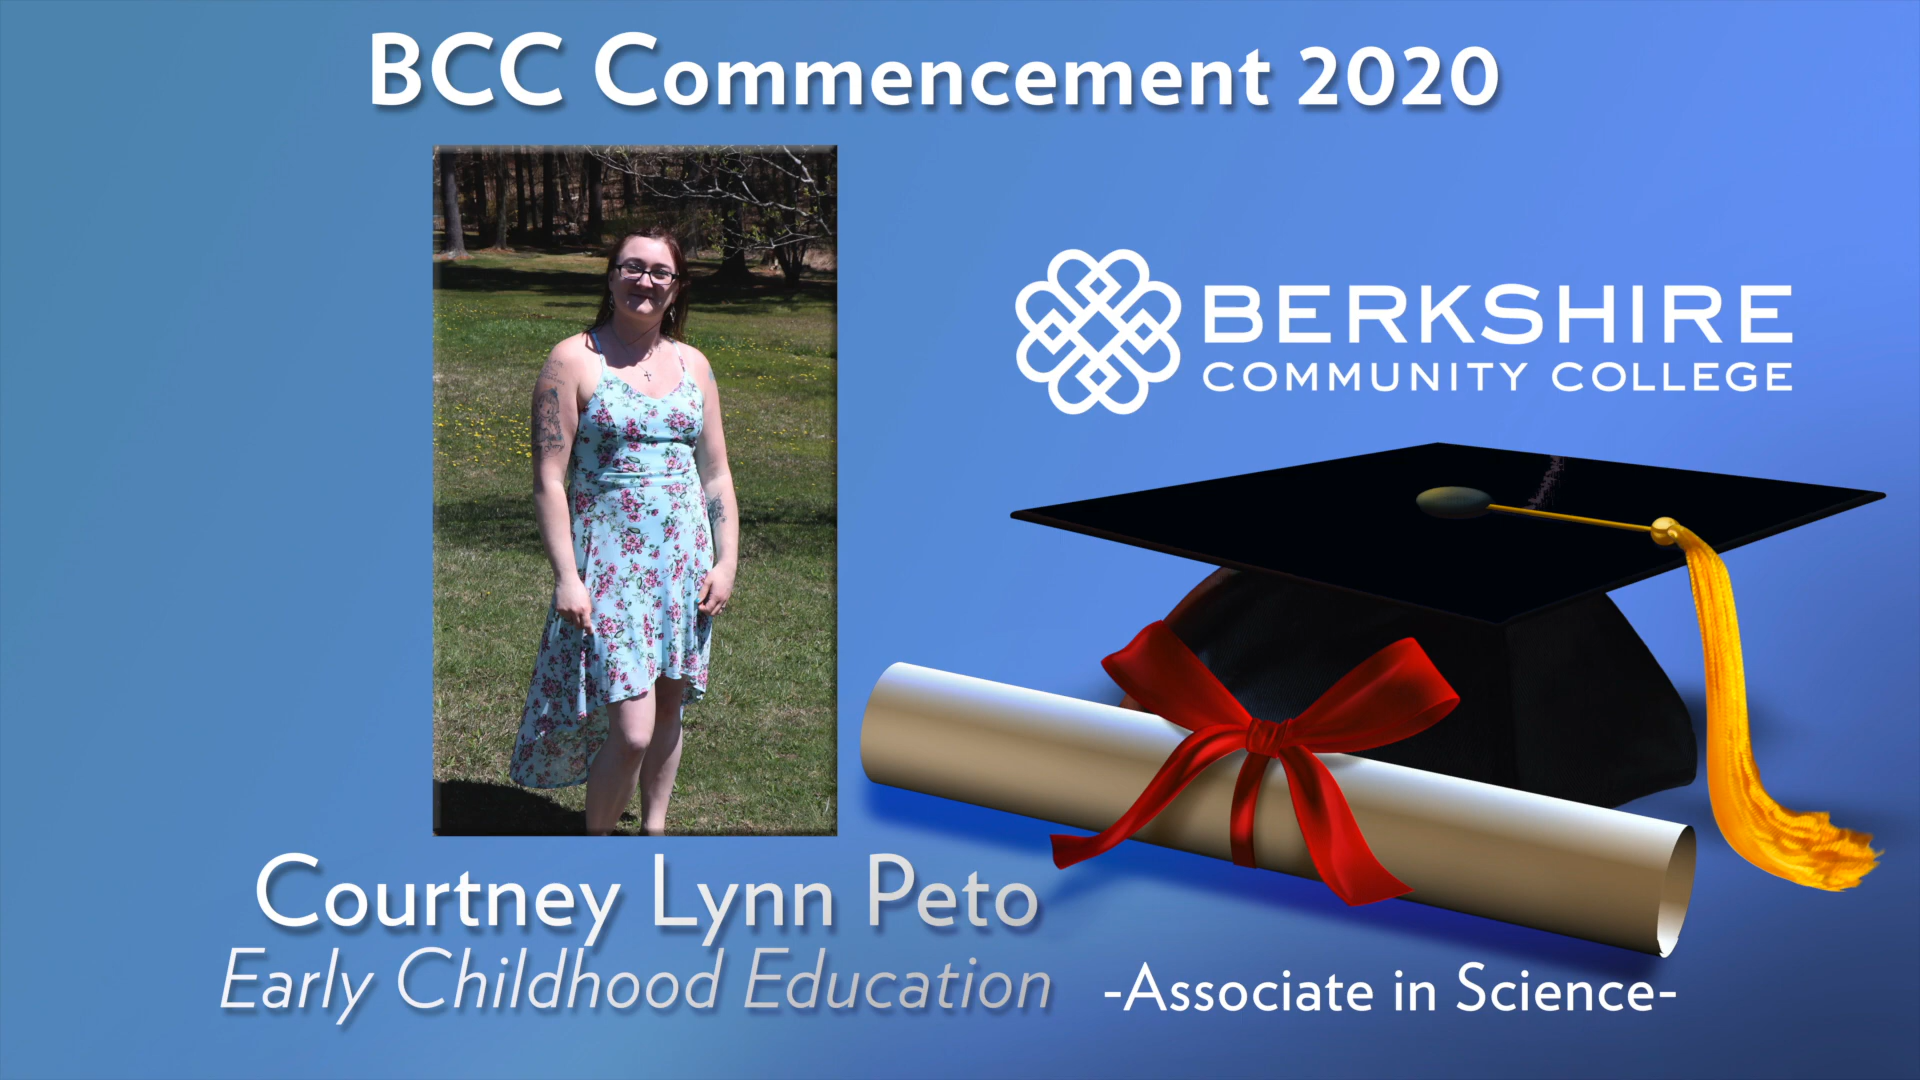 BCC Commencement 2020
BERKSHIRE
COMMUNITY COLLEGE
Courtney Lynn Peto
Early Childhood Education
-Associate in Science-